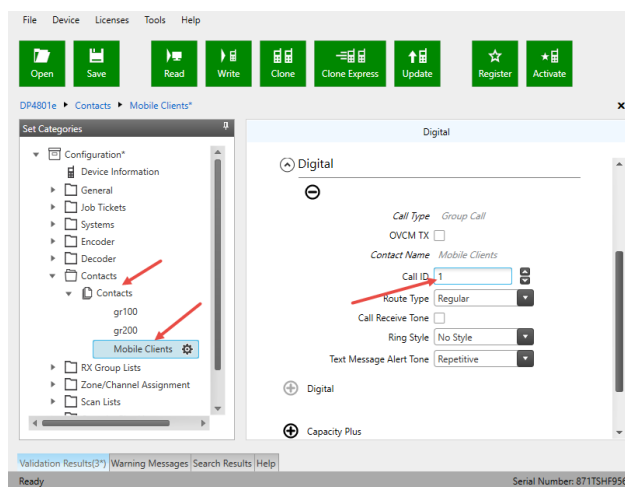 File Device Licenses Tools Help
Open Save Read Write Clone Clone Express Update Register Activate
DP4801e Contacts Mobile Clients*
Set Categories
Configuration*
Device Information
General
Job Tickets
Systems
Encoder
Decoder
Contacts
Contacts
gr100
gr200
Mobile Clients
RX Group Lists
Zone/Channel Assignment
Scan Lists
Digital
Digital
Call Type Group Call
OVCM TX
Contact Name Mobile Clients
Call ID 1
Route Type Regular
Call Receive Tone
Ring Style No Style
Text Message Alert Tone Repetitive
Digital
Capacity Plus
Validation Results(3*) Warning Messages Search Results Help
Ready Serial Number: 871TSHF956